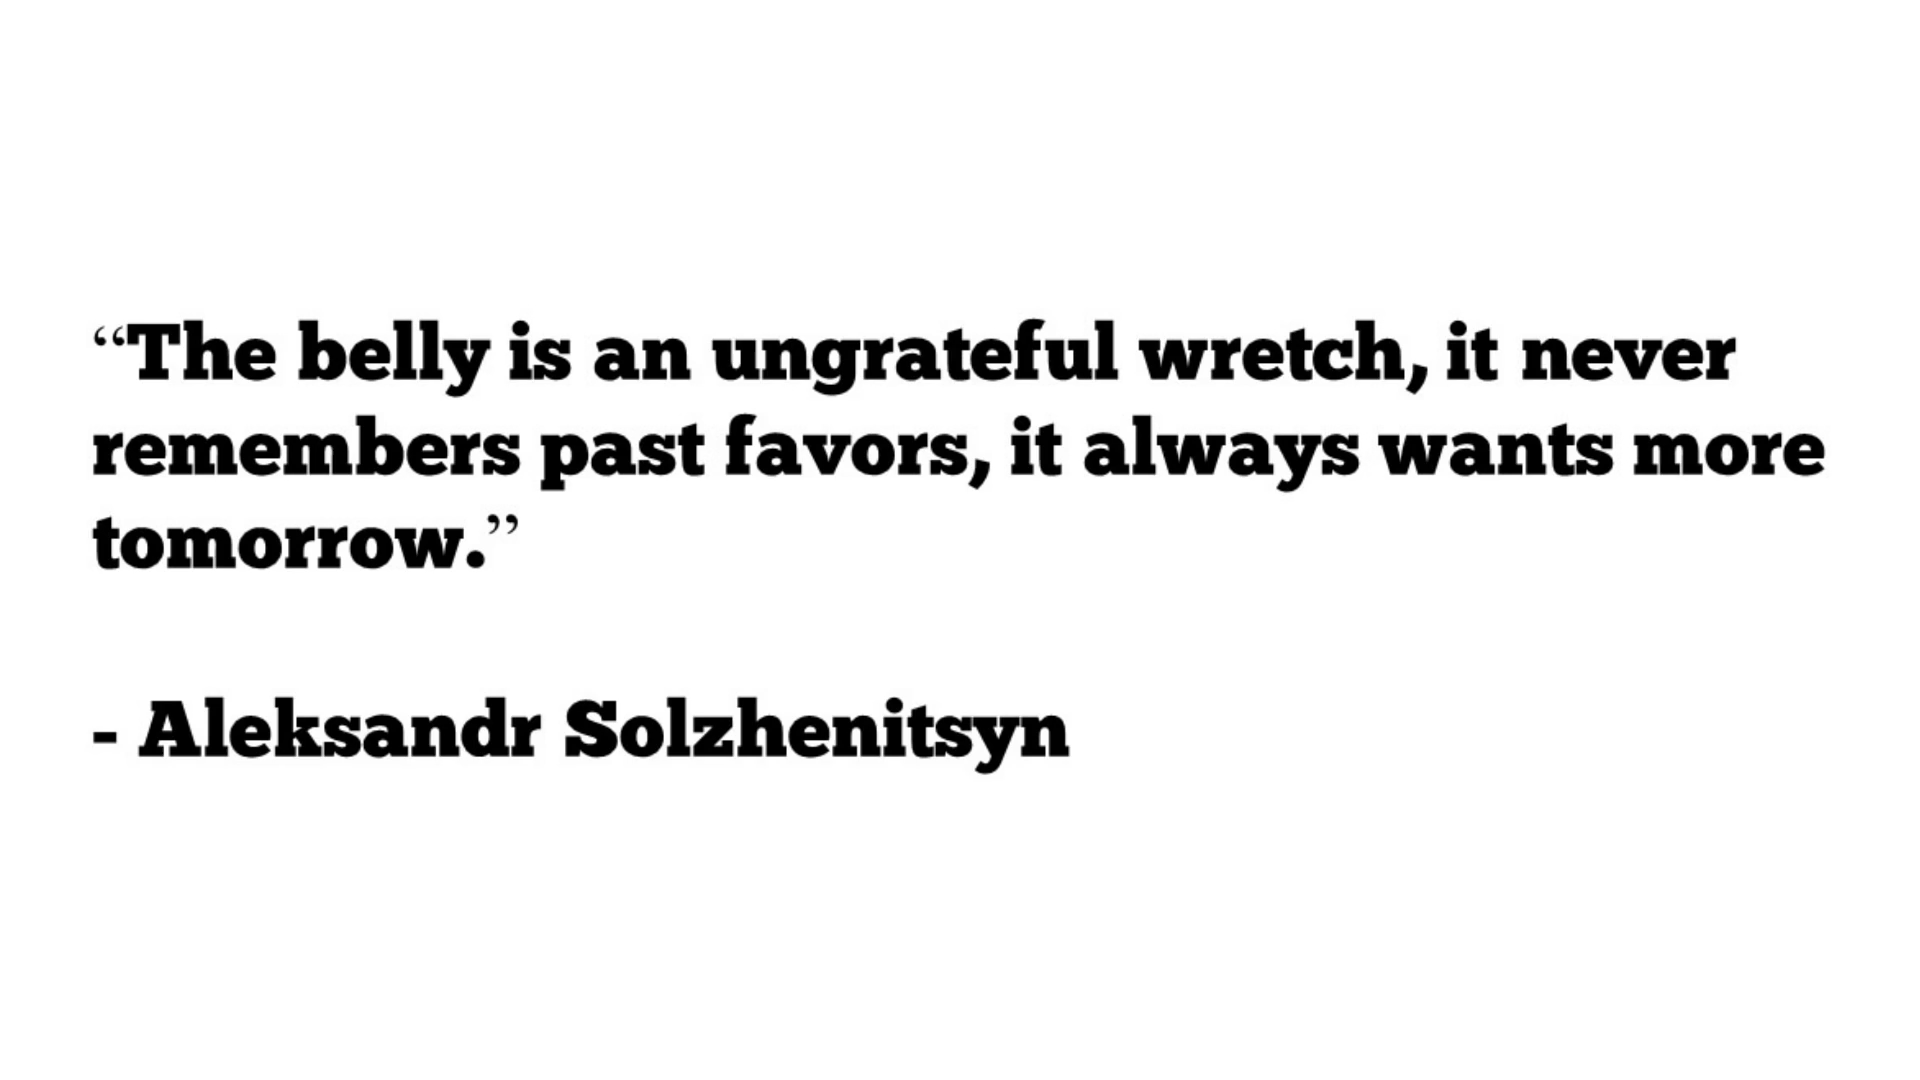 “The belly is an ungrateful wretch, it never
remembers past favors, it always wants more
tomorrow.”
- Aleksandr Solzhenitsyn